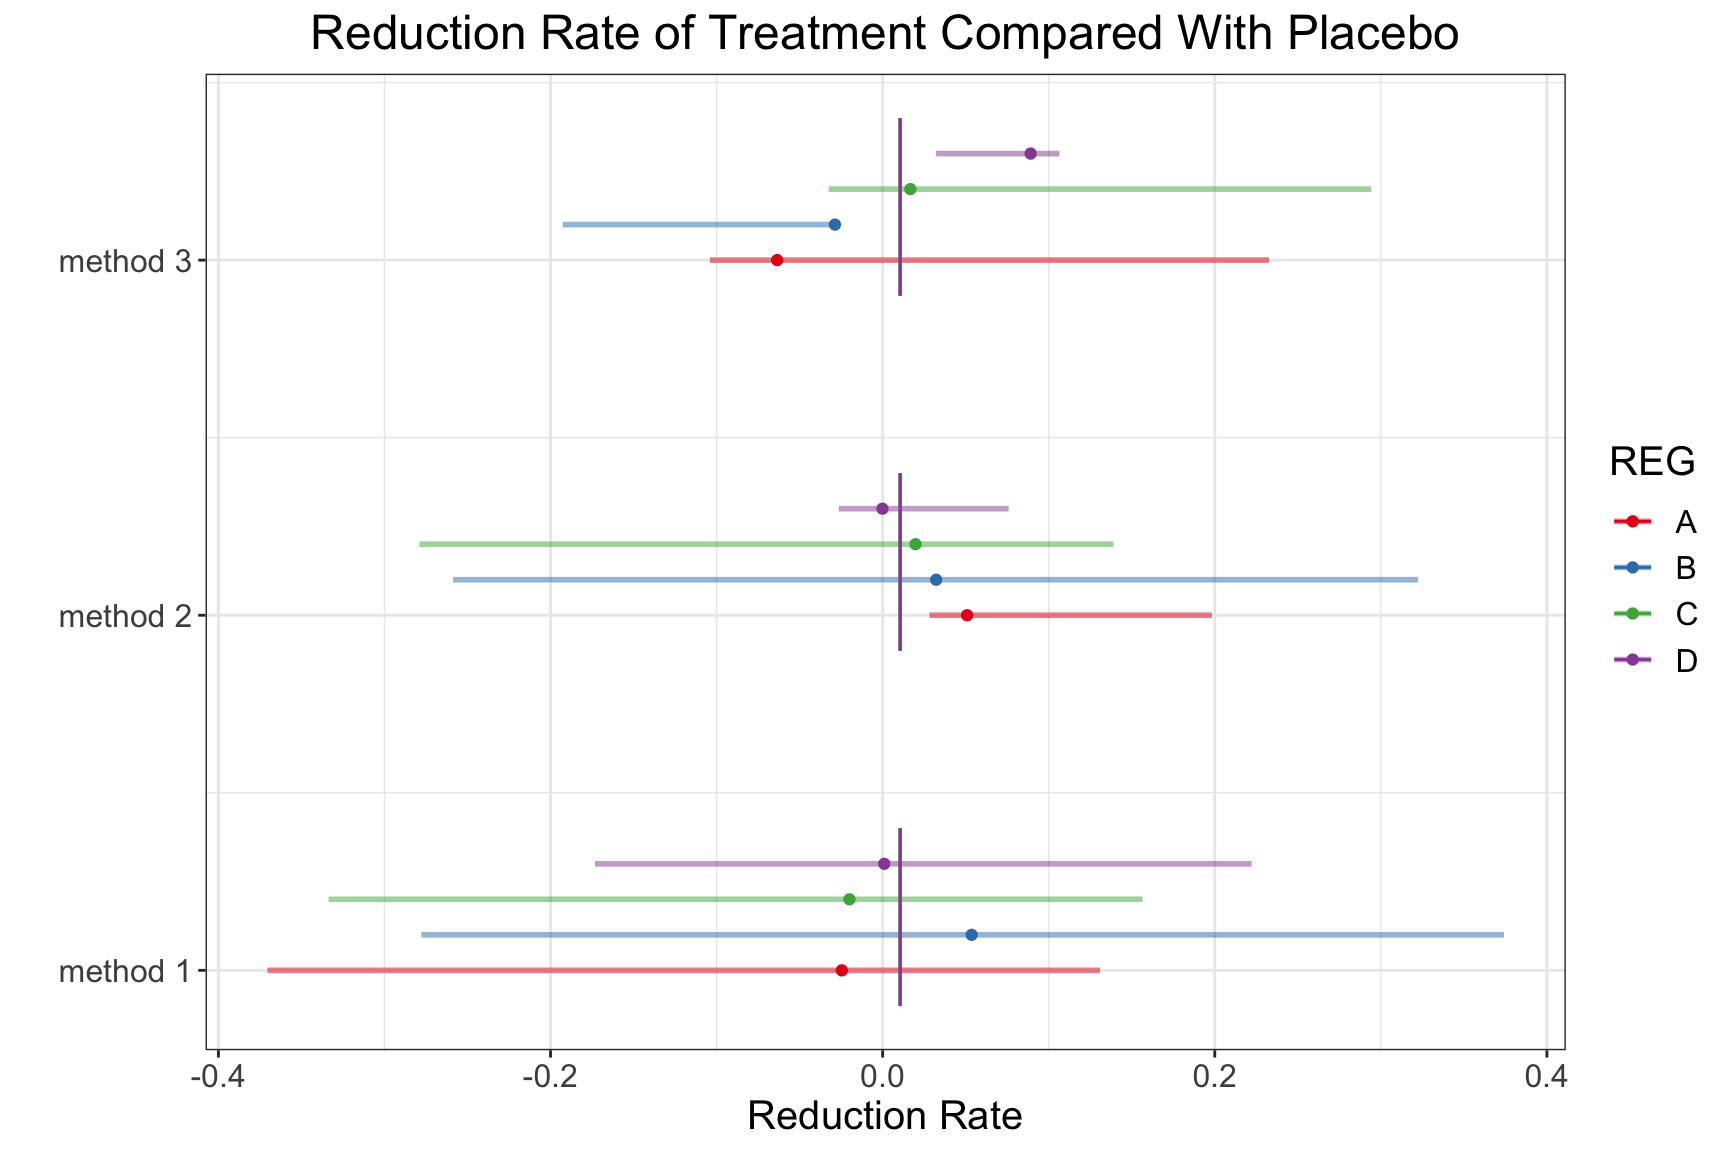 Reduction Rate of Treatment Compared With Placebo
method 3
method 2
method 1
-0.4
-0.2
0.0
0.2
0.4
Reduction Rate
REG
A
B
C
D